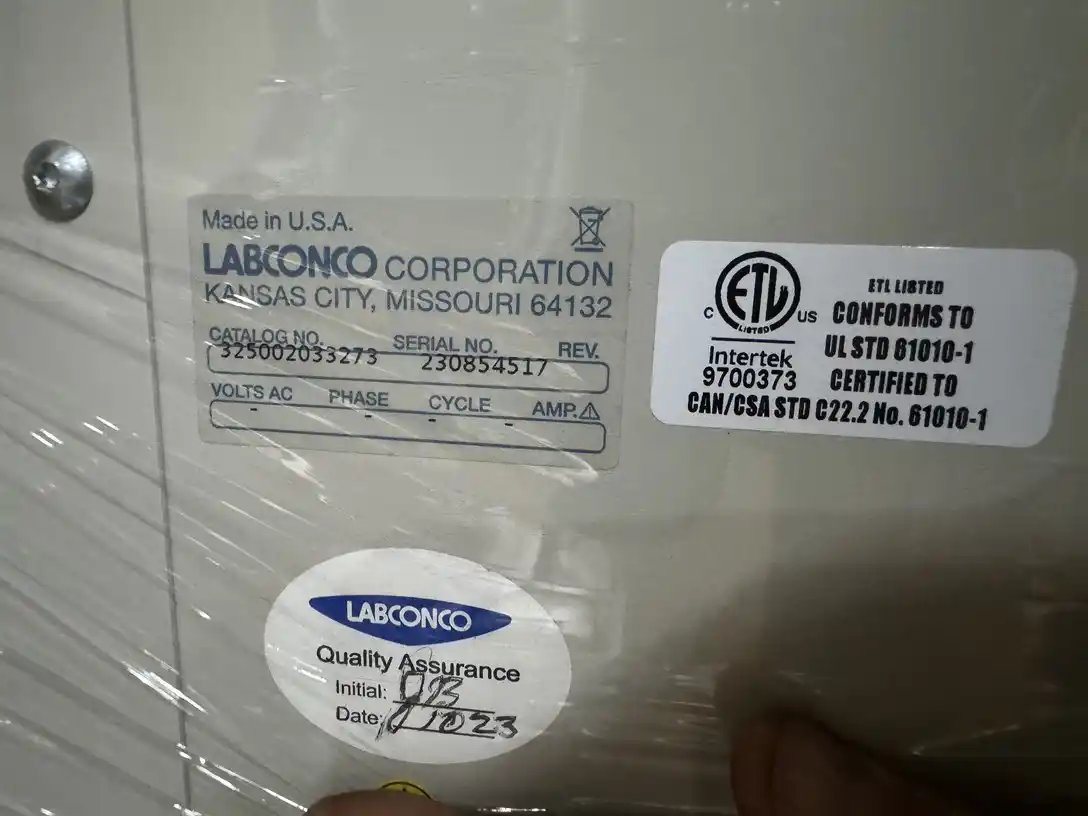 Made in U.S.A.
LABCONCO CORPORATION
KANSAS CITY, MISSOURI 64132
CATALOG NO. SERIAL NO. REV.
325002033273 230854517
VOLTS AC PHASE CYCLE AMP.
- - - -
ETL
LISTED
C US
Intertek
9700373
ETL LISTED
CONFORMS TO
UL STD 61010-1
CERTIFIED TO
CAN/CSA STD C22.2 No. 61010-1
LABCONCO
Quality Assurance
Initial:
Date: